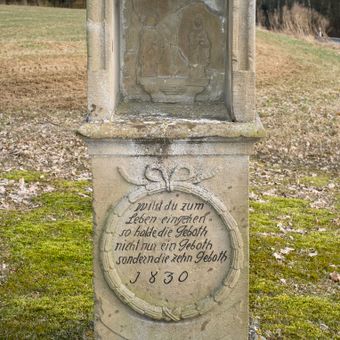 Willst du zum
Leben eingehen
so halte die Geboth
nicht nur ein Geboth
sondern die zehn Geboth
1830